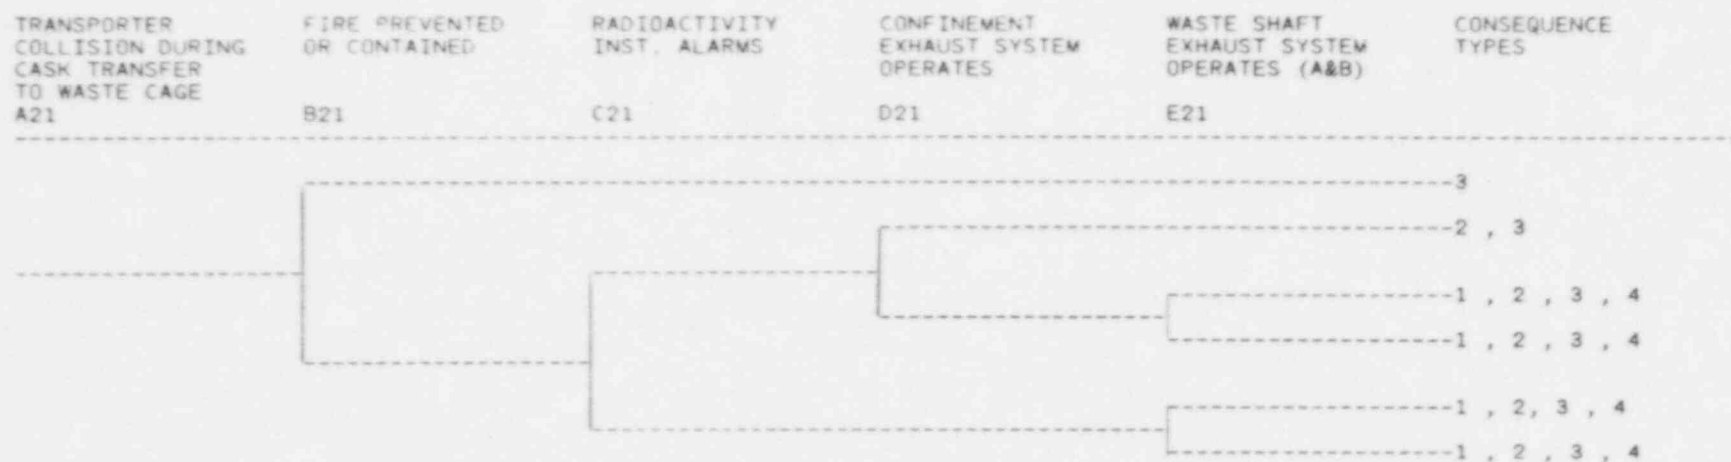 TRANSPORTER FIRE PREVENTED RADIOACTIVITY CONFINEMENT WASTE SHAFT CONSEQUENCE
COLLISION DURING OR CONTAINED INST. ALARMS EXHAUST SYSTEM EXHAUST SYSTEM TYPES
CASK TRANSFER OPERATES OPERATES (A&B)
TO WASTE CAGE
A21 B21 C21 D21 E21
3
2 , 3
1 , 2 , 3 , 4
1 , 2 , 3 , 4
1 , 2, 3 , 4
1 , 2 , 3 , 4